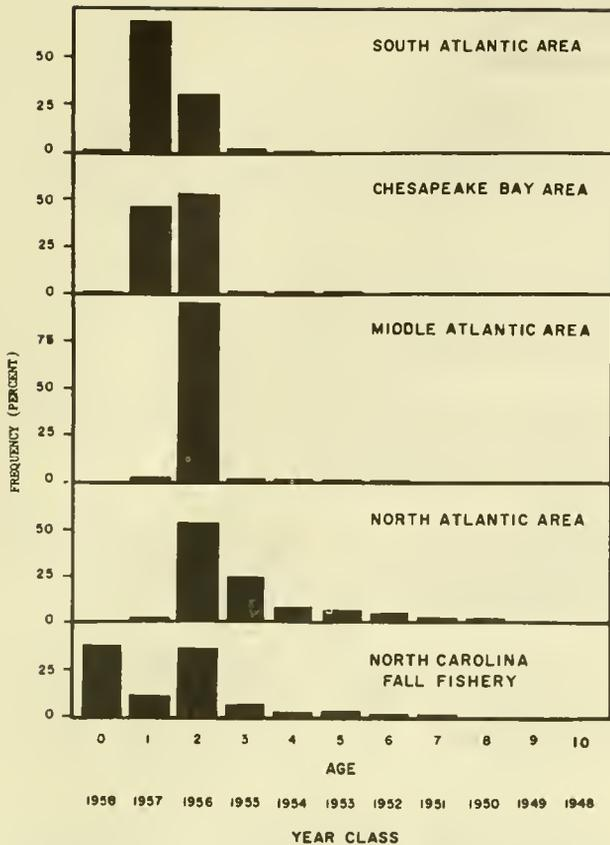 SOUTH ATLANTIC AREA
50
25
0
CHESAPEAKE BAY AREA
50
25
0
MIDDLE ATLANTIC AREA
75
50
25
0
NORTH ATLANTIC AREA
50
25
0
NORTH CAROLINA
FALL FISHERY
25
0
FREQUENCY (PERCENT)
0 1 2 3 4 5 6 7 8 9 10
AGE
1958 1957 1956 1955 1954 1953 1952 1951 1950 1949 1948
YEAR CLASS